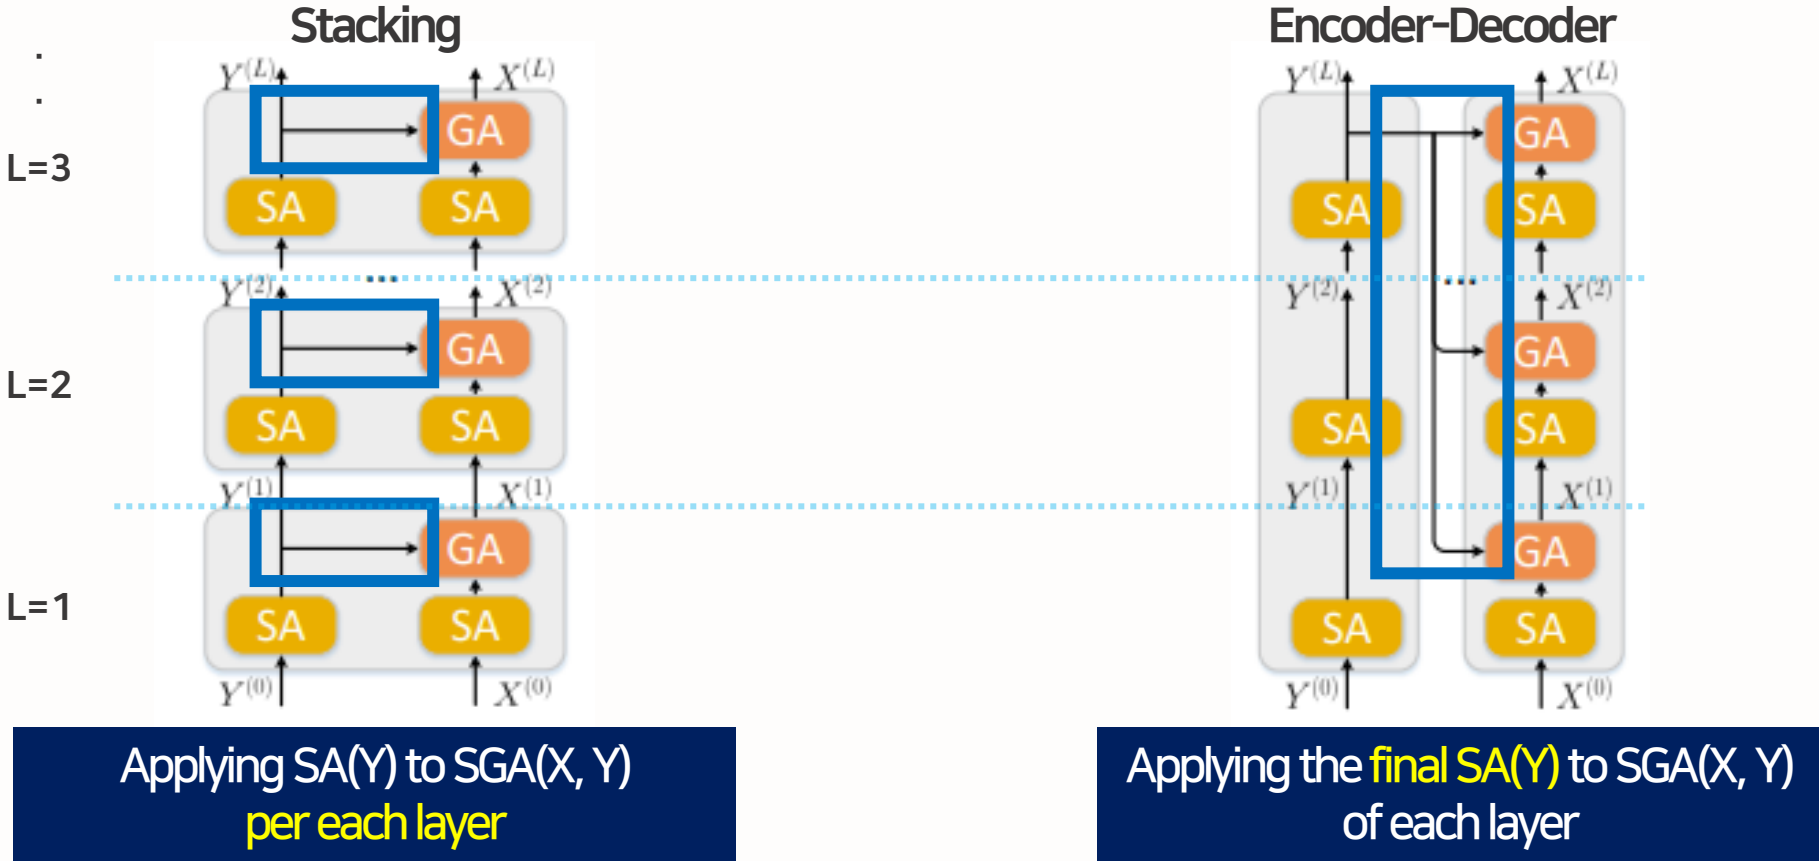 Stacking
Encoder-Decoder
.
.
Y^(L) X^(L)
GA
L=3
SA SA
...
Y^(2) X^(2)
GA
L=2
SA SA
Y^(1) X^(1)
GA
L=1
SA SA
Y^(0) X^(0)
Applying SA(Y) to SGA(X, Y)
per each layer
Y^(L) X^(L)
GA
SA SA
...
Y^(2) X^(2)
GA
SA SA
Y^(1) X^(1)
GA
SA SA
Y^(0) X^(0)
Applying the final SA(Y) to SGA(X, Y)
of each layer